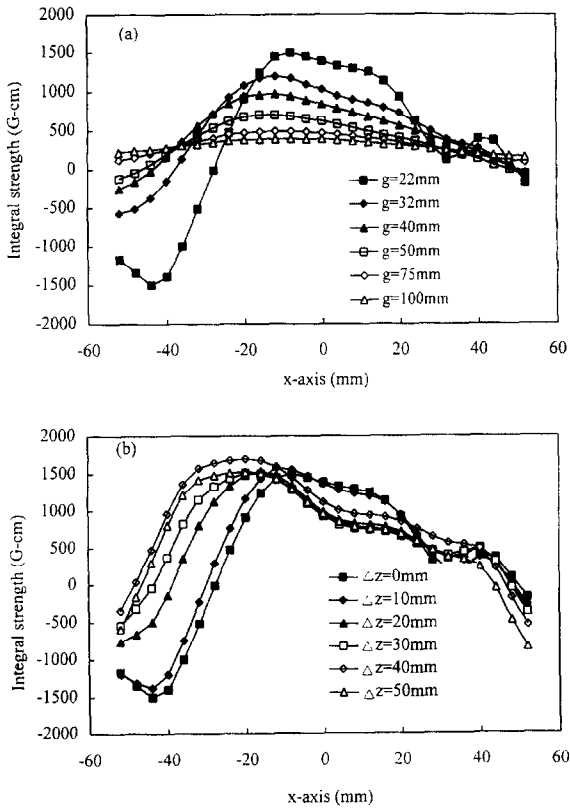 (a)
2000
1500
1000
500
0
-500
-1000
-1500
-2000
Integral strength (G-cm)
g=22mm
g=32mm
g=40mm
g=50mm
g=75mm
g=100mm
-60 -40 -20 0 20 40 60
x-axis (mm)
(b)
2000
1500
1000
500
0
-500
-1000
-1500
-2000
Integral strength (G-cm)
△z=0mm
△z=10mm
△z=20mm
△z=30mm
△z=40mm
△z=50mm
-60 -40 -20 0 20 40 60
x-axis (mm)